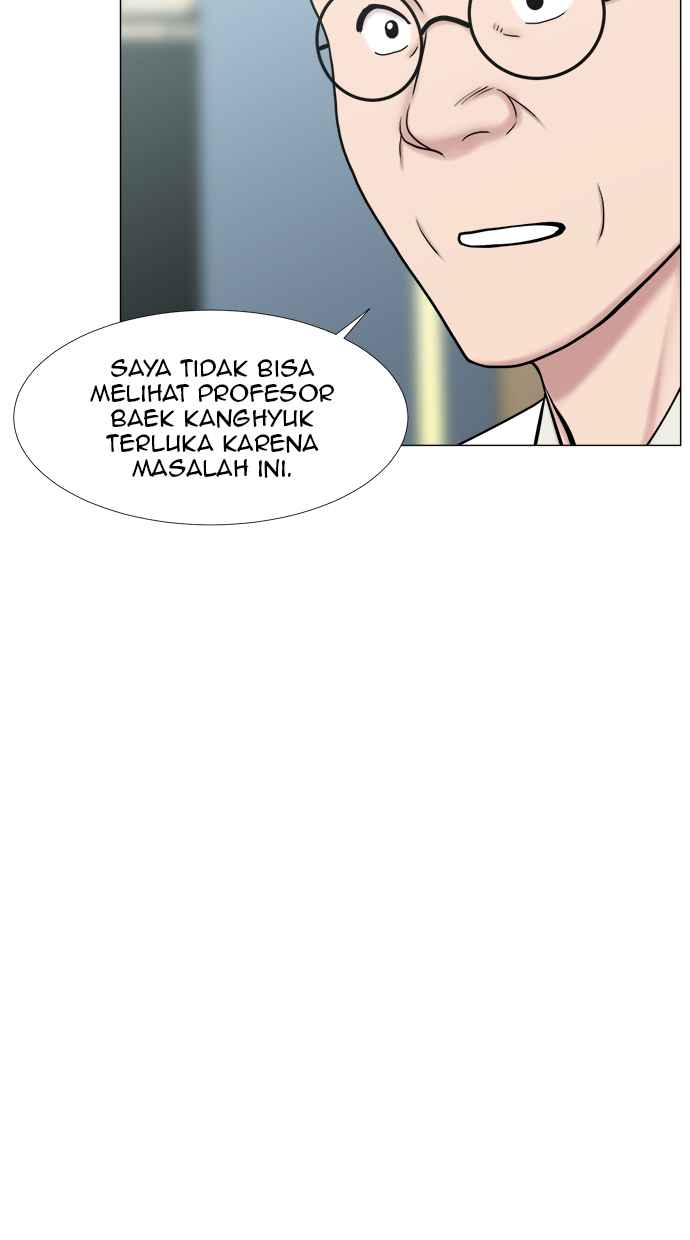 SAYA TIDAK BISA
MELIHAT PROFESOR
BAEK KANGHYUK
TERLUKA KARENA
MASALAH INI.